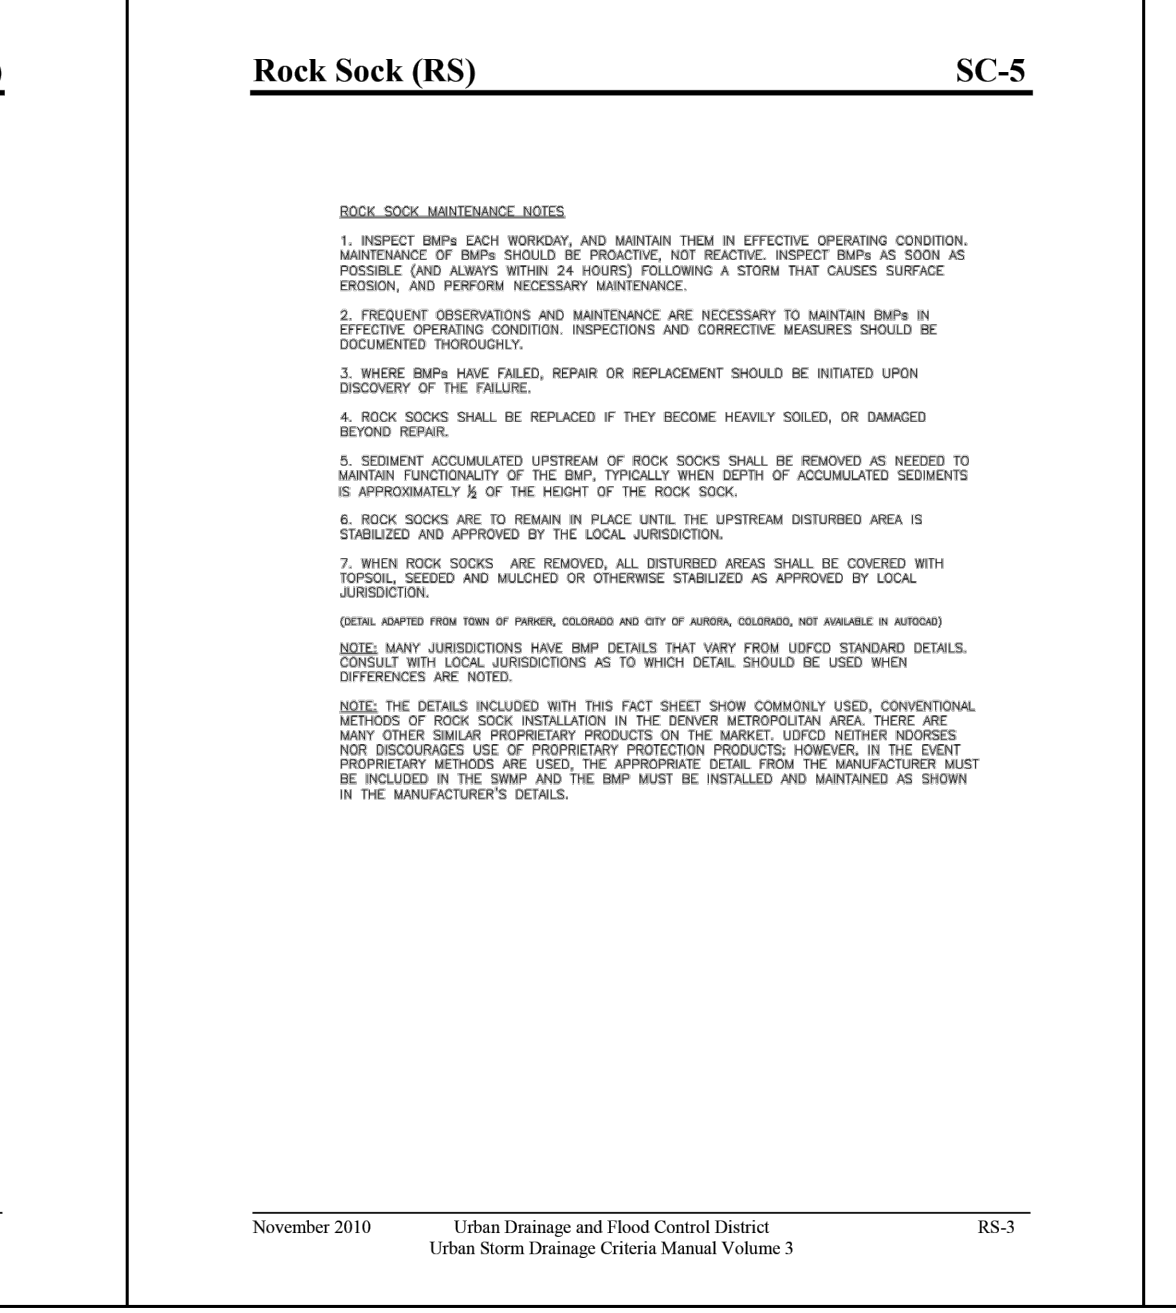 )
Rock Sock (RS) SC-5
ROCK SOCK MAINTENANCE NOTES
1. INSPECT BMPs EACH WORKDAY, AND MAINTAIN THEM IN EFFECTIVE OPERATING CONDITION.
MAINTENANCE OF BMPs SHOULD BE PROACTIVE, NOT REACTIVE. INSPECT BMPs AS SOON AS
POSSIBLE (AND ALWAYS WITHIN 24 HOURS) FOLLOWING A STORM THAT CAUSES SURFACE
EROSION, AND PERFORM NECESSARY MAINTENANCE.
2. FREQUENT OBSERVATIONS AND MAINTENANCE ARE NECESSARY TO MAINTAIN BMPs IN
EFFECTIVE OPERATING CONDITION. INSPECTIONS AND CORRECTIVE MEASURES SHOULD BE
DOCUMENTED THOROUGHLY.
3. WHERE BMPs HAVE FAILED, REPAIR OR REPLACEMENT SHOULD BE INITIATED UPON
DISCOVERY OF THE FAILURE.
4. ROCK SOCKS SHALL BE REPLACED IF THEY BECOME HEAVILY SOILED, OR DAMAGED
BEYOND REPAIR.
5. SEDIMENT ACCUMULATED UPSTREAM OF ROCK SOCKS SHALL BE REMOVED AS NEEDED TO
MAINTAIN FUNCTIONALITY OF THE BMP, TYPICALLY WHEN DEPTH OF ACCUMULATED SEDIMENTS
IS APPROXIMATELY ½ OF THE HEIGHT OF THE ROCK SOCK.
6. ROCK SOCKS ARE TO REMAIN IN PLACE UNTIL THE UPSTREAM DISTURBED AREA IS
STABILIZED AND APPROVED BY THE LOCAL JURISDICTION.
7. WHEN ROCK SOCKS ARE REMOVED, ALL DISTURBED AREAS SHALL BE COVERED WITH
TOPSOIL, SEEDED AND MULCHED OR OTHERWISE STABILIZED AS APPROVED BY LOCAL
JURISDICTION.
(DETAIL ADAPTED FROM TOWN OF PARKER, COLORADO AND CITY OF AURORA, COLORADO, NOT AVAILABLE IN AUTOCAD)
NOTE: MANY JURISDICTIONS HAVE BMP DETAILS THAT VARY FROM UDFCD STANDARD DETAILS.
CONSULT WITH LOCAL JURISDICTIONS AS TO WHICH DETAIL SHOULD BE USED WHEN
DIFFERENCES ARE NOTED.
NOTE: THE DETAILS INCLUDED WITH THIS FACT SHEET SHOW COMMONLY USED, CONVENTIONAL
METHODS OF ROCK SOCK INSTALLATION IN THE DENVER METROPOLITAN AREA. THERE ARE
MANY OTHER SIMILAR PROPRIETARY PRODUCTS ON THE MARKET. UDFCD NEITHER NDORSES
NOR DISCOURAGES USE OF PROPRIETARY PROTECTION PRODUCTS; HOWEVER, IN THE EVENT
PROPRIETARY METHODS ARE USED, THE APPROPRIATE DETAIL FROM THE MANUFACTURER MUST
BE INCLUDED IN THE SWMP AND THE BMP MUST BE INSTALLED AND MAINTAINED AS SHOWN
IN THE MANUFACTURER'S DETAILS.
November 2010 Urban Drainage and Flood Control District RS-3
Urban Storm Drainage Criteria Manual Volume 3